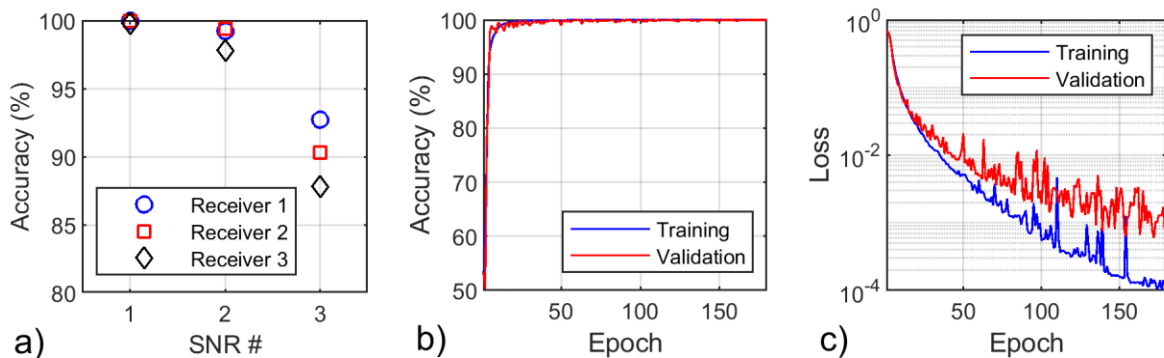 Accuracy (%)
100
95
90
85
80
Receiver 1
Receiver 2
Receiver 3
1
2
3
SNR #
a)
Accuracy (%)
100
90
80
70
60
50
Training
Validation
50
100
150
Epoch
b)
Loss
10^0
10^-2
10^-4
Training
Validation
50
100
150
Epoch
c)